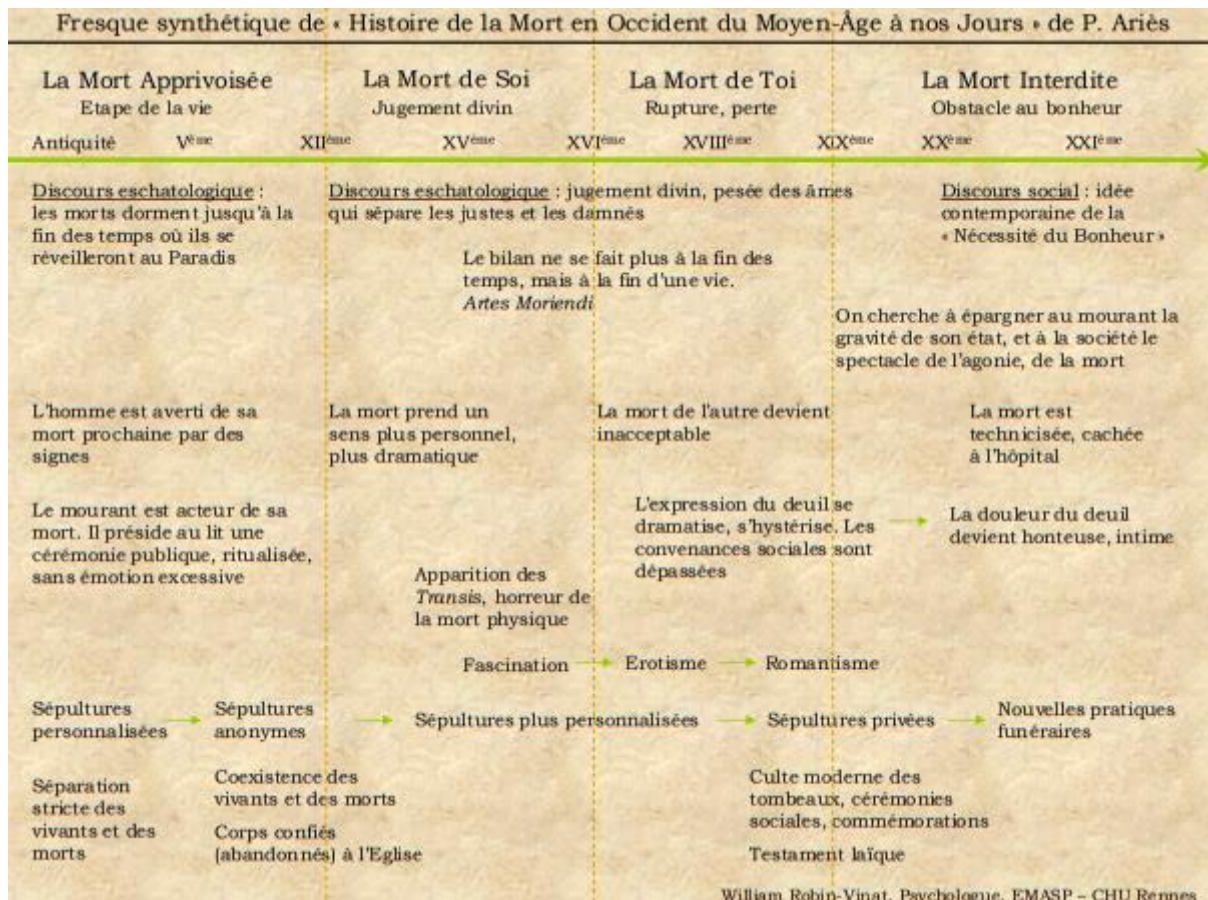 Fresque synthétique de « Histoire de la Mort en Occident du Moyen-Âge à nos Jours » de P. Ariès
La Mort Apprivoisée
Etape de la vie
La Mort de Soi
Jugement divin
La Mort de Toi
Rupture, perte
La Mort Interdite
Obstacle au bonheur
Antiquité Vème XIIème XVème XVIème XVIIIème XIXème XXème XXIème
Discours eschatologique :
les morts dorment jusqu'à la
fin des temps où ils se
réveilleront au Paradis
Discours eschatologique : jugement divin, pesée des âmes
qui sépare les justes et les damnés
Le bilan ne se fait plus à la fin des
temps, mais à la fin d'une vie.
Artes Moriendi
Discours social : idée
contemporaine de la
« Nécessité du Bonheur »
On cherche à épargner au mourant la
gravité de son état, et à la société le
spectacle de l'agonie, de la mort
L'homme est averti de sa
mort prochaine par des
signes
La mort prend un
sens plus personnel,
plus dramatique
La mort de l'autre devient
inacceptable
La mort est
technicisée, cachée
à l'hôpital
Le mourant est acteur de sa
mort. Il préside au lit une
cérémonie publique, ritualisée,
sans émotion excessive
Apparition des
Transis, horreur de
la mort physique
L'expression du deuil se
dramatise, s'hystérise. Les
convenances sociales sont
dépassées
La douleur du deuil
devient honteuse, intime
Fascination Erotisme Romantisme
Sépultures
personnalisées
Sépultures
anonymes
Sépultures plus personnalisées
Sépultures privées
Nouvelles pratiques
funéraires
Séparation
stricte des
vivants et des
morts
Coexistence des
vivants et des morts
Corps confiés
(abandonnés) à l'Eglise
Culte moderne des
tombeaux, cérémonies
sociales, commémorations
Testament laïque
William Robin-Vinat, Psychologue, EMASP – CHU Rennes